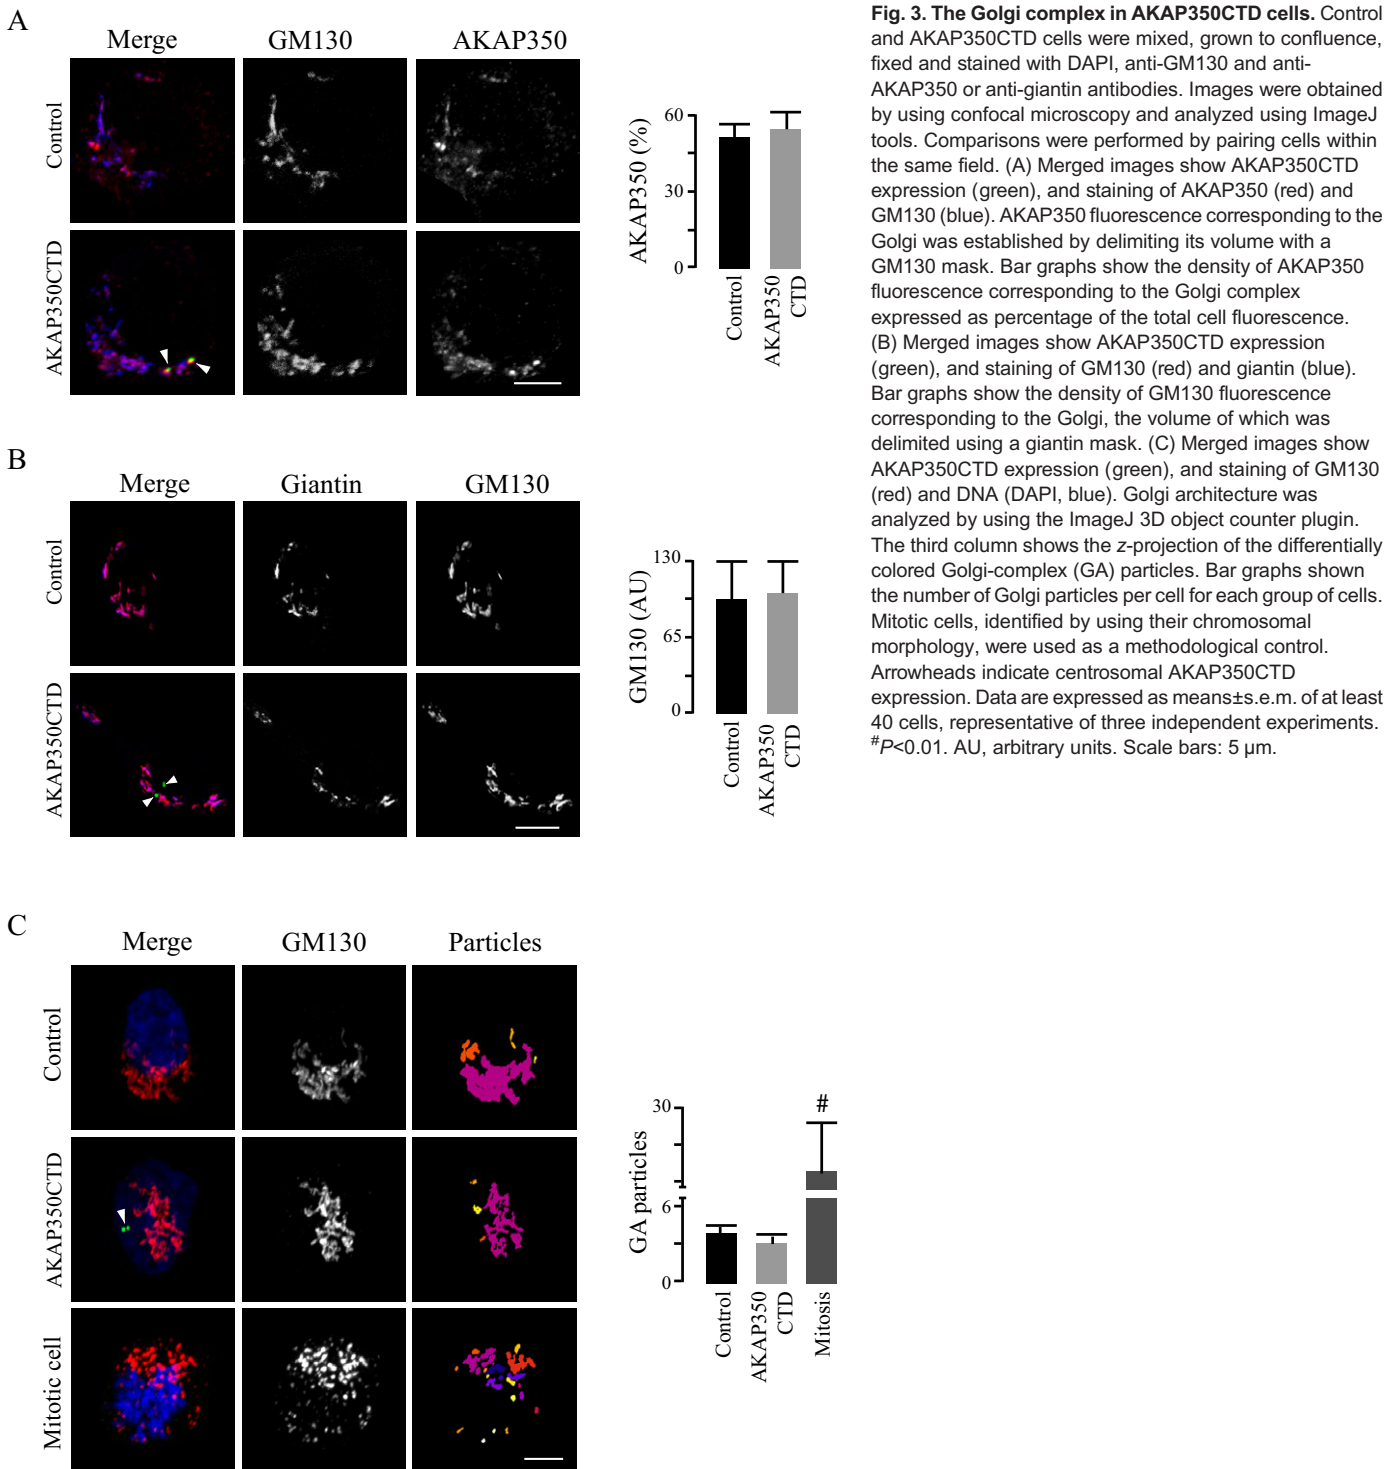 A
Merge GM130 AKAP350
Control
AKAP350CTD
AKAP350 (%)
60
30
0
Control
AKAP350
CTD
B
Merge Giantin GM130
Control
AKAP350CTD
GM130 (AU)
130
65
0
Control
AKAP350
CTD
C
Merge GM130 Particles
Control
AKAP350CTD
Mitotic cell
GA particles
30
6
0
#
Control
AKAP350
CTD
Mitosis
Fig. 3. The Golgi complex in AKAP350CTD cells. Control
and AKAP350CTD cells were mixed, grown to confluence,
fixed and stained with DAPI, anti-GM130 and anti-
AKAP350 or anti-giantin antibodies. Images were obtained
by using confocal microscopy and analyzed using ImageJ
tools. Comparisons were performed by pairing cells within
the same field. (A) Merged images show AKAP350CTD
expression (green), and staining of AKAP350 (red) and
GM130 (blue). AKAP350 fluorescence corresponding to the
Golgi was established by delimiting its volume with a
GM130 mask. Bar graphs show the density of AKAP350
fluorescence corresponding to the Golgi complex
expressed as percentage of the total cell fluorescence.
(B) Merged images show AKAP350CTD expression
(green), and staining of GM130 (red) and giantin (blue).
Bar graphs show the density of GM130 fluorescence
corresponding to the Golgi, the volume of which was
delimited using a giantin mask. (C) Merged images show
AKAP350CTD expression (green), and staining of GM130
(red) and DNA (DAPI, blue). Golgi architecture was
analyzed by using the ImageJ 3D object counter plugin.
The third column shows the z-projection of the differentially
colored Golgi-complex (GA) particles. Bar graphs shown
the number of Golgi particles per cell for each group of cells.
Mitotic cells, identified by using their chromosomal
morphology, were used as a methodological control.
Arrowheads indicate centrosomal AKAP350CTD
expression. Data are expressed as means±s.e.m. of at least
40 cells, representative of three independent experiments.
#P<0.01. AU, arbitrary units. Scale bars: 5 µm.